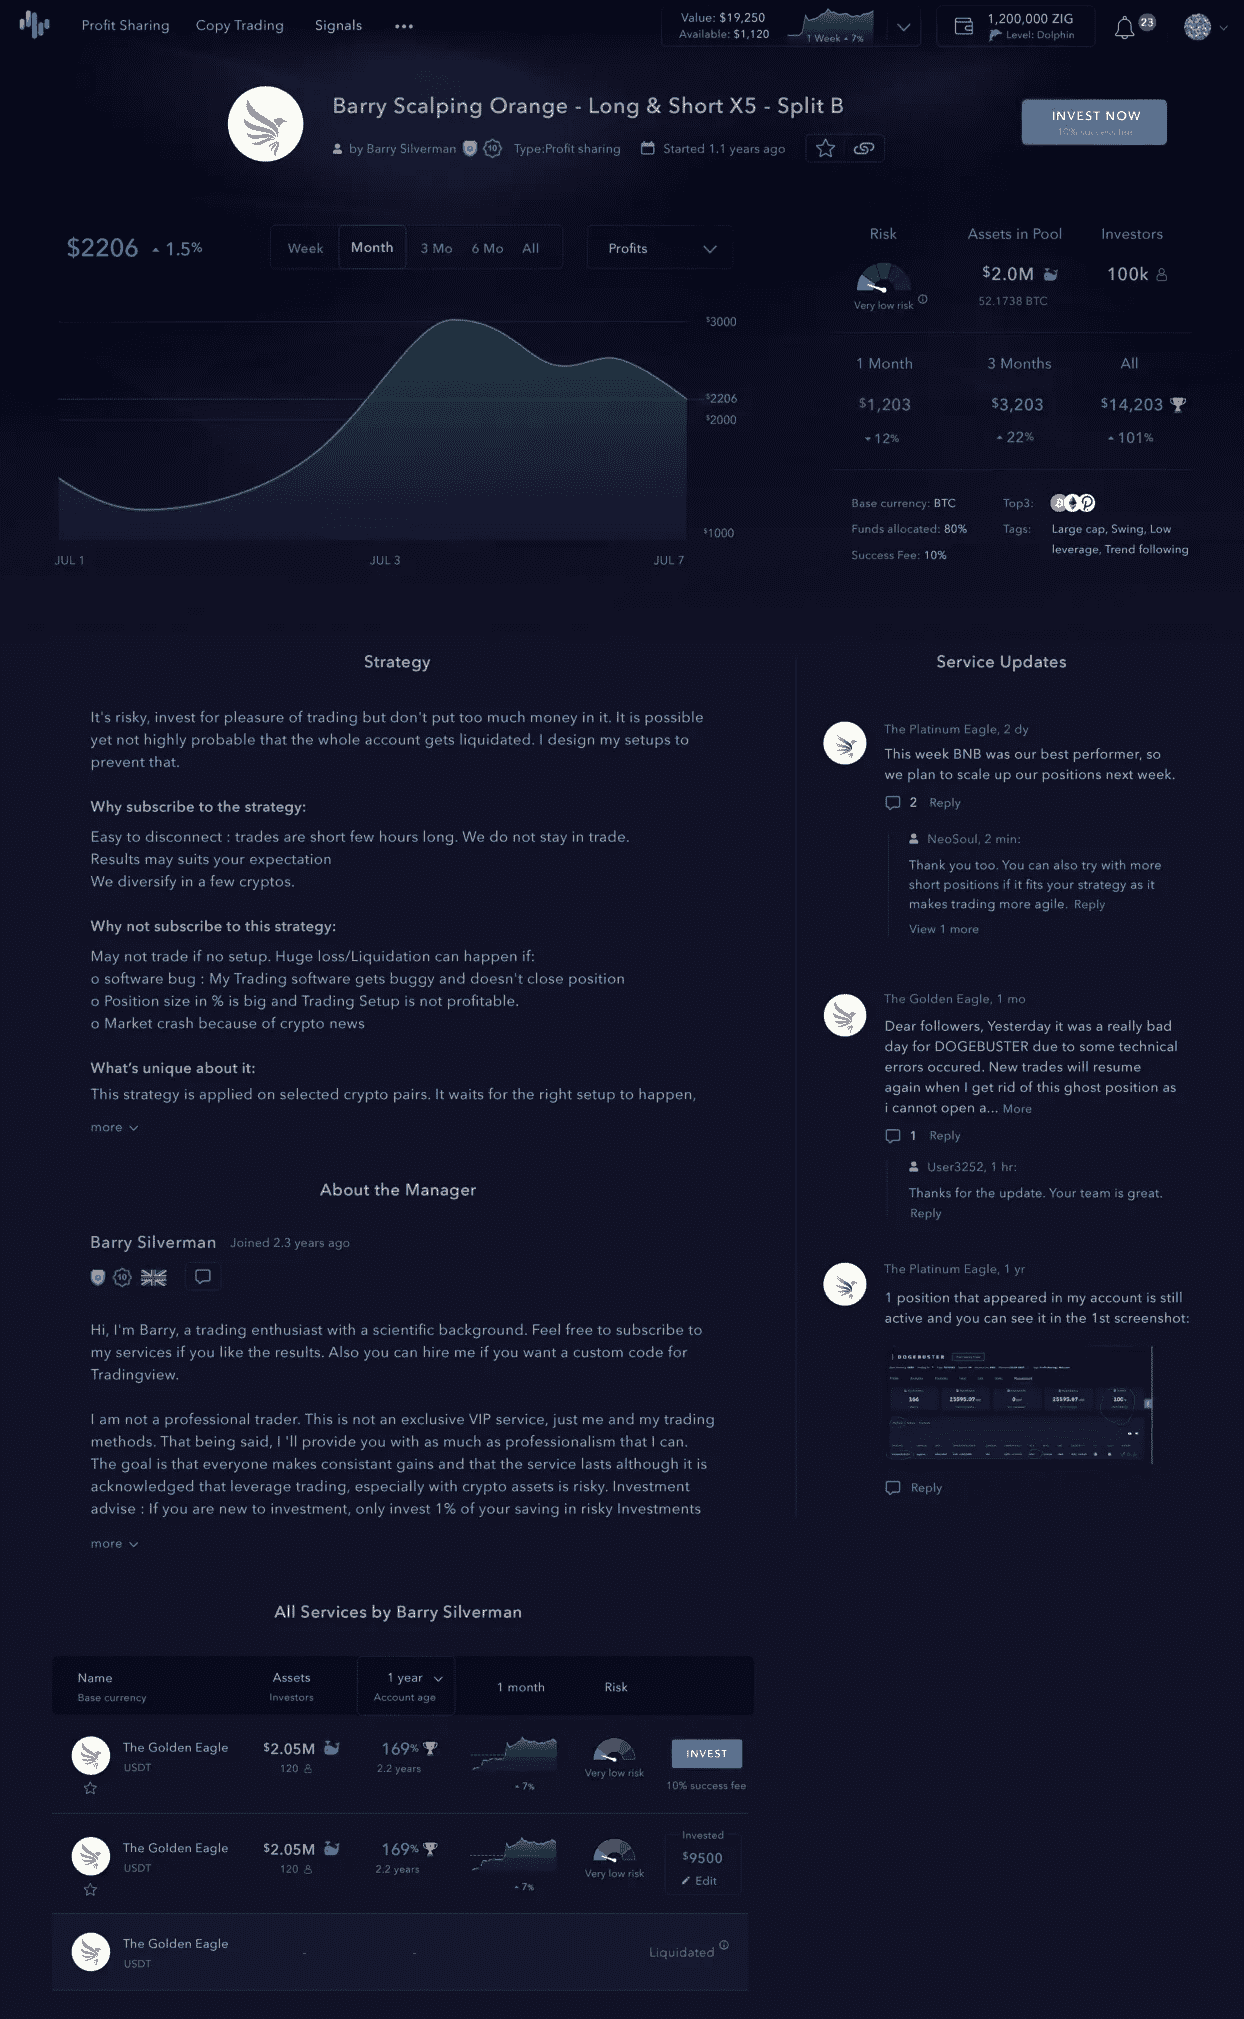 Profit Sharing Copy Trading Signals •••
Value: $19,250
Available: $1,120
1 Week 7%
1,200,000 ZIG
Level: Dolphin
23
Barry Scalping Orange - Long & Short X5 - Split B
by Barry Silverman 10 Type:Profit sharing Started 1.1 years ago
INVEST NOW
10% success fee
$2206 1.5%
Week Month 3 Mo 6 Mo All
Profits
$3000
$2206
$2000
$1000
JUL 1 JUL 3 JUL 7
Risk Assets in Pool Investors
$2.0M 100k
Very low risk 52.1738 BTC
1 Month 3 Months All
$1,203 $3,203 $14,203
12% 22% 101%
Base currency: BTC Top3:
Funds allocated: 80% Tags: Large cap, Swing, Low
leverage, Trend following
Success Fee: 10%
Strategy
It's risky, invest for pleasure of trading but don't put too much money in it. It is possible
yet not highly probable that the whole account gets liquidated. I design my setups to
prevent that.
Why subscribe to the strategy:
Easy to disconnect : trades are short few hours long. We do not stay in trade.
Results may suits your expectation
We diversify in a few cryptos.
Why not subscribe to this strategy:
May not trade if no setup. Huge loss/Liquidation can happen if:
o software bug : My Trading software gets buggy and doesn't close position
o Position size in % is big and Trading Setup is not profitable.
o Market crash because of crypto news
What's unique about it:
This strategy is applied on selected crypto pairs. It waits for the right setup to happen,
more
About the Manager
Barry Silverman Joined 2.3 years ago
10
Hi, I'm Barry, a trading enthusiast with a scientific background. Feel free to subscribe to
my services if you like the results. Also you can hire me if you want a custom code for
Tradingview.
I am not a professional trader. This is not an exclusive VIP service, just me and my trading
methods. That being said, I 'll provide you with as much as professionalism that I can.
The goal is that everyone makes consistant gains and that the service lasts although it is
acknowledged that leverage trading, especially with crypto assets is risky. Investment
advise : If you are new to investment, only invest 1% of your saving in risky Investments
more
Service Updates
The Platinum Eagle, 2 dy
This week BNB was our best performer, so
we plan to scale up our positions next week.
2 Reply
NeoSoul, 2 min:
Thank you too. You can also try with more
short positions if it fits your strategy as it
makes trading more agile. Reply
View 1 more
The Golden Eagle, 1 mo
Dear followers, Yesterday it was a really bad
day for DOGEBUSTER due to some technical
errors occured. New trades will resume
again when I get rid of this ghost position as
i cannot open a... More
1 Reply
User3252, 1 hr:
Thanks for the update. Your team is great.
Reply
The Platinum Eagle, 1 yr
1 position that appeared in my account is still
active and you can see it in the 1st screenshot:
DOGEBUSTER
Reply
All Services by Barry Silverman
Name Assets 1 year 1 month Risk
Base currency Investors Account age
The Golden Eagle $2.05M 169% INVEST
USDT 120 2.2 years 7% Very low risk 10% success fee
The Golden Eagle $2.05M 169% Invested
USDT 120 2.2 years 7% Very low risk $9500
Edit
The Golden Eagle - - Liquidated
USDT